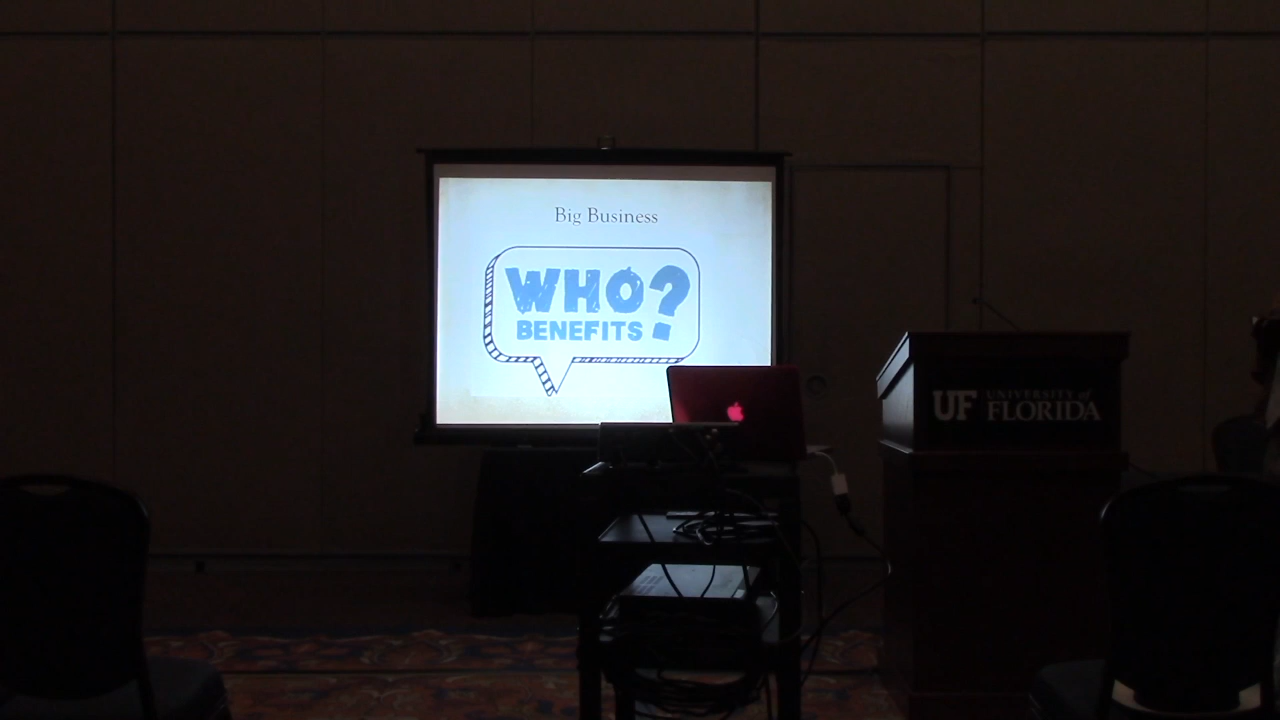 Big Business
WHO?
BENEFITS
UF UNIVERSITY of
FLORIDA